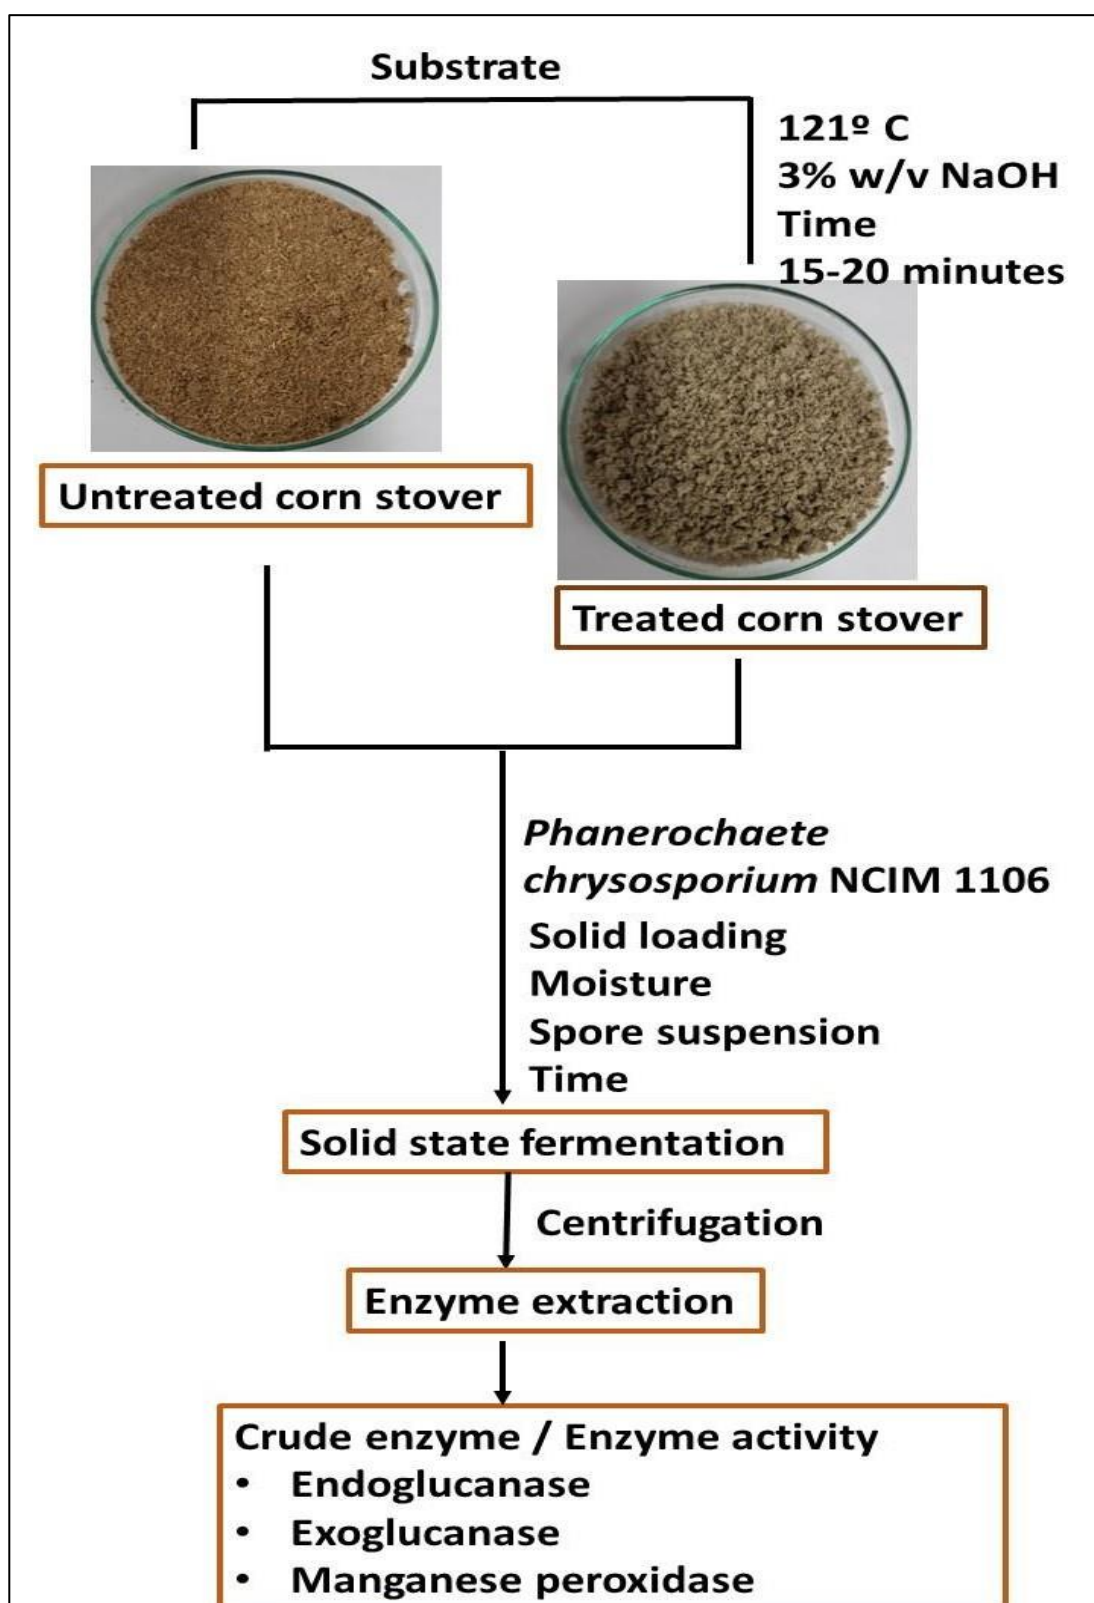 Substrate
121º C
3% w/v NaOH
Time
15-20 minutes
Untreated corn stover
Treated corn stover
Phanerochaete
chrysosporium NCIM 1106
Solid loading
Moisture
Spore suspension
Time
Solid state fermentation
Centrifugation
Enzyme extraction
Crude enzyme / Enzyme activity
• Endoglucanase
• Exoglucanase
• Manganese peroxidase